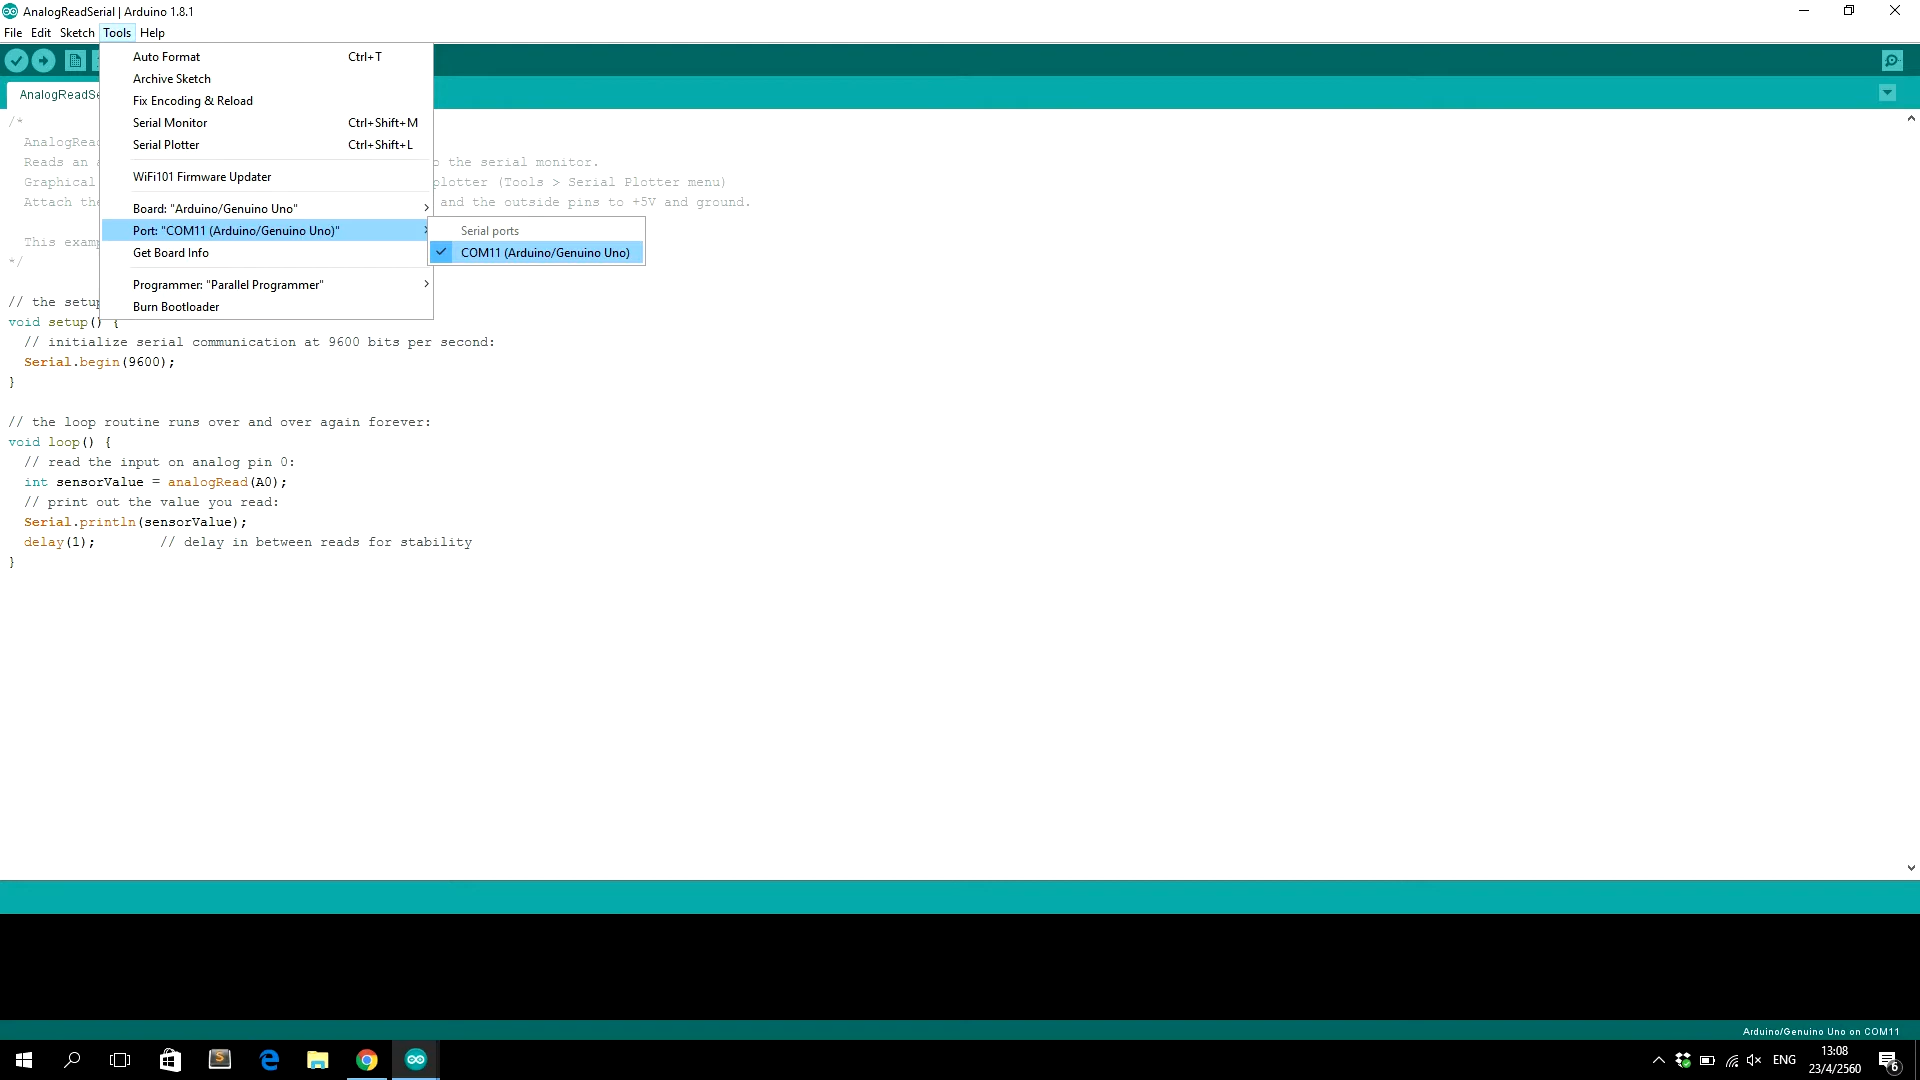 AnalogReadSerial | Arduino 1.8.1
File Edit Sketch Tools Help
Auto Format Ctrl+T
Archive Sketch
Fix Encoding & Reload
Serial Monitor Ctrl+Shift+M
Serial Plotter Ctrl+Shift+L
WiFi101 Firmware Updater
Board: "Arduino/Genuino Uno"
Port: "COM11 (Arduino/Genuino Uno)"
Get Board Info
Programmer: "Parallel Programmer"
Burn Bootloader
Serial ports
COM11 (Arduino/Genuino Uno)
AnalogReadSe
/*
AnalogRead
Reads an a o the serial monitor.
Graphical plotter (Tools > Serial Plotter menu)
Attach the and the outside pins to +5V and ground.
This examp
*/
// the setup
void setup() {
// initialize serial communication at 9600 bits per second:
Serial.begin(9600);
}
// the loop routine runs over and over again forever:
void loop() {
// read the input on analog pin 0:
int sensorValue = analogRead(A0);
// print out the value you read:
Serial.println(sensorValue);
delay(1); // delay in between reads for stability
}
Arduino/Genuino Uno on COM11
ENG
13:08
23/4/2560
6